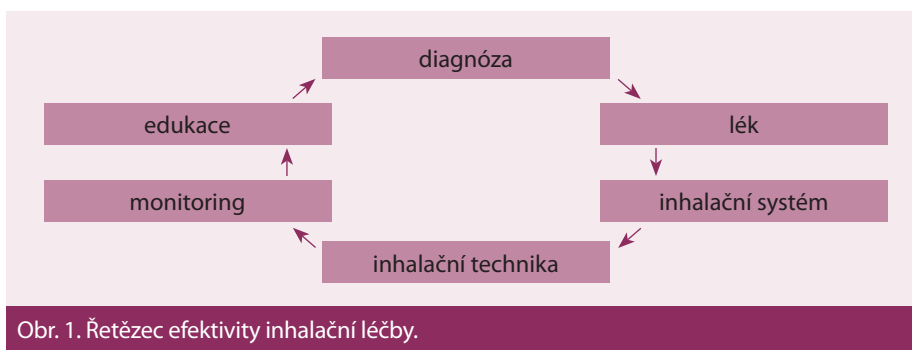 diagnóza
edukace
lék
monitoring
inhalační systém
inhalační technika
Obr. 1. Řetězec efektivity inhalační léčby.